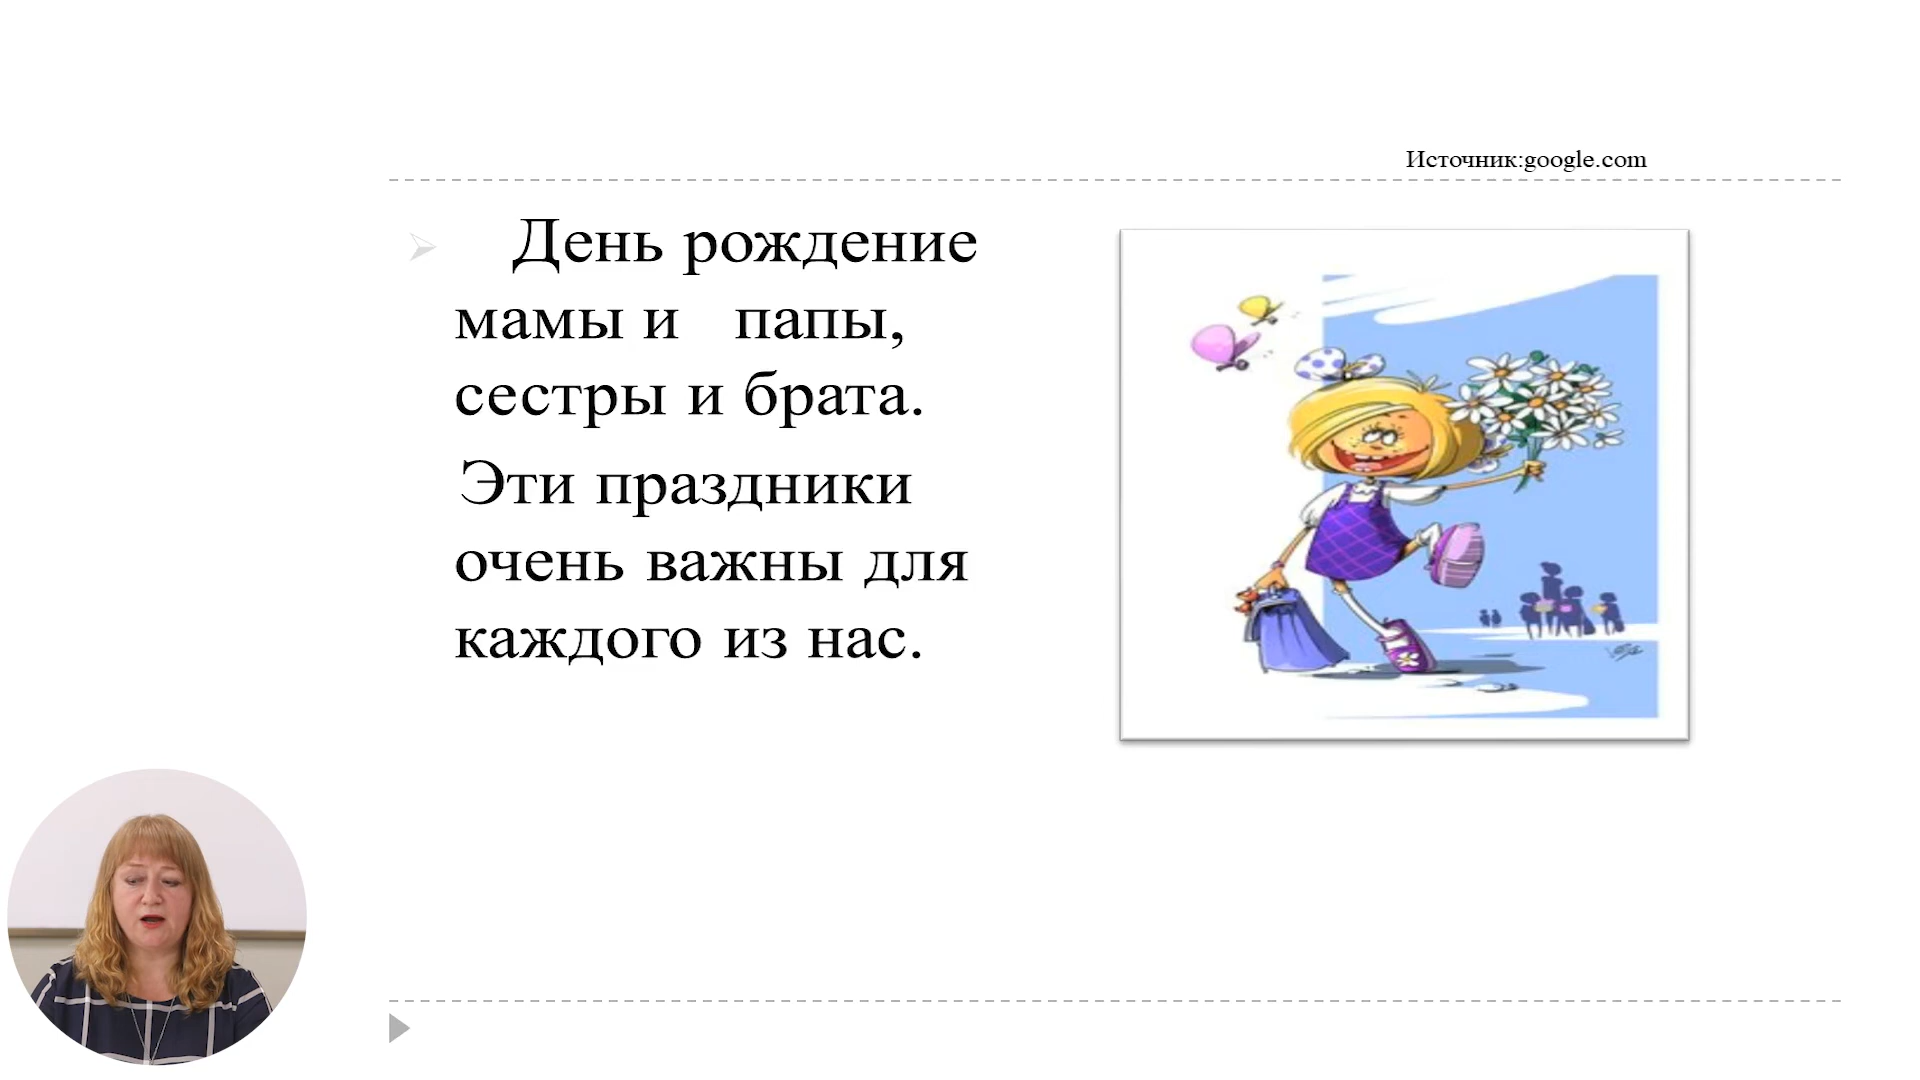 Источник:google.com
День рождение
мамы и папы,
сестры и брата.
Эти праздники
очень важны для
каждого из нас.